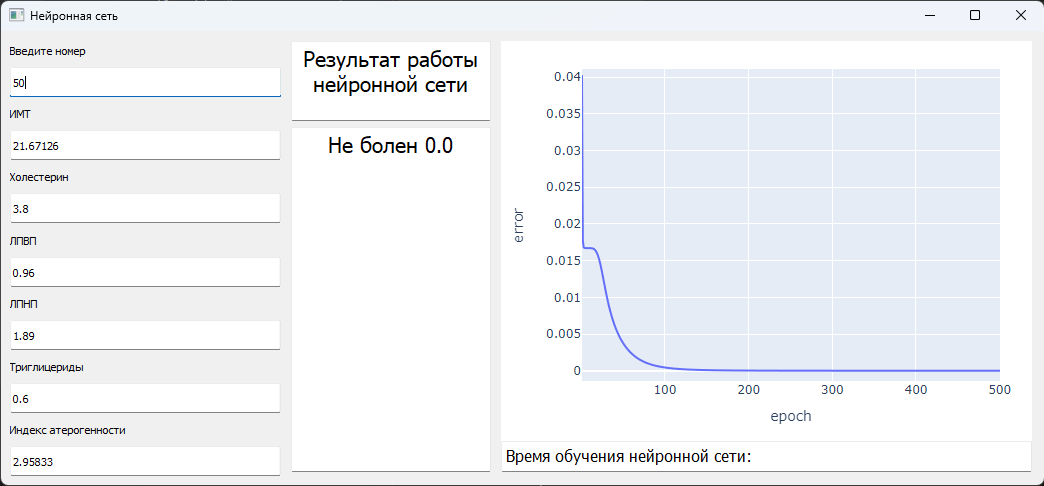 Нейронная сеть
Введите номер
50
ИМТ
21.67126
Холестерин
3.8
ЛПВП
0.96
ЛПНП
1.89
Триглицериды
0.6
Индекс атерогенности
2.95833
Результат работы
нейронной сети
Не болен 0.0
0.04
0.035
0.03
0.025
0.02
0.015
0.01
0.005
0
error
100
200
300
400
500
epoch
Время обучения нейронной сети: